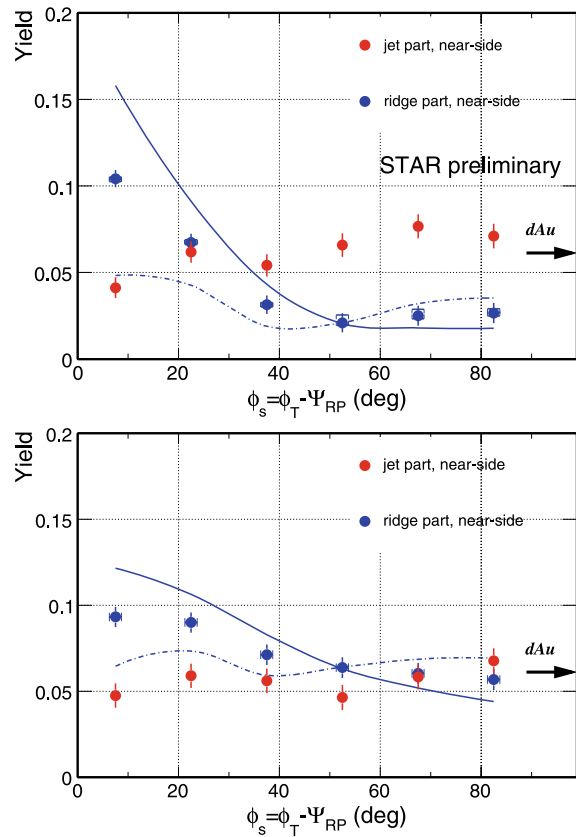 Yield
0.2
0.15
0.1
0.05
0
jet part, near-side
ridge part, near-side
STAR preliminary
dAu
0 20 40 60 80
ϕs=ϕT-ΨRP (deg)
Yield
0.2
0.15
0.1
0.05
0
jet part, near-side
ridge part, near-side
dAu
0 20 40 60 80
ϕs=ϕT-ΨRP (deg)